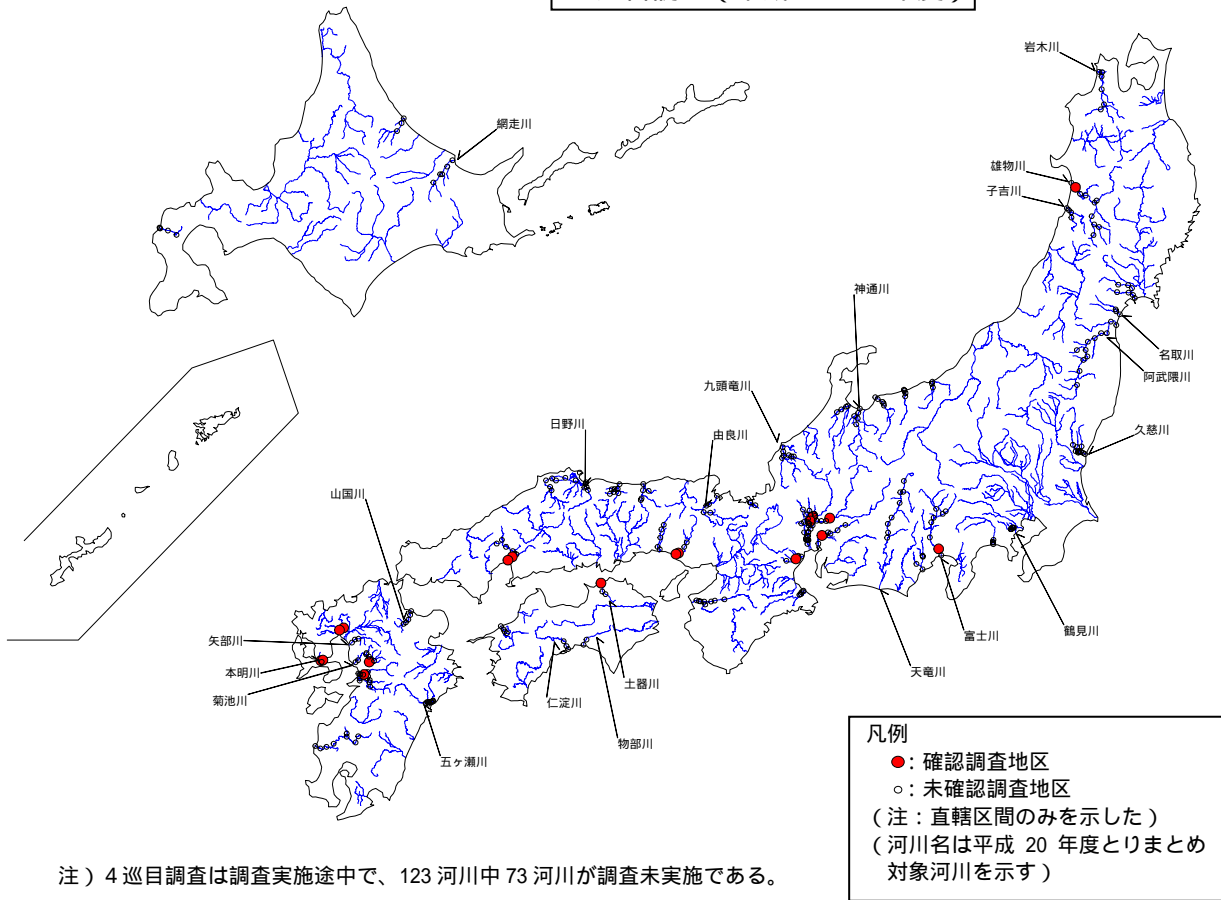 岩木川
網走川
雄物川
子吉川
神通川
名取川
阿武隈川
九頭竜川
日野川
由良川
久慈川
山国川
矢部川
本明川
菊池川
五ヶ瀬川
仁淀川
物部川
土器川
天竜川
富士川
鶴見川
凡例
●：確認調査地区
○：未確認調査地区
（注：直轄区間のみを示した）
（河川名は平成 20 年度とりまとめ
対象河川を示す）
注）４巡目調査は調査実施途中で、123 河川中 73 河川が調査未実施である。